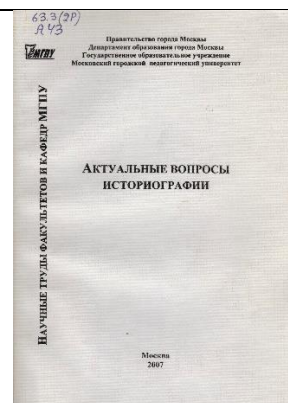 63.3(2Р)
А43
Правительство города Москвы
Департамент образования города Москвы
Государственное образовательное учреждение
Московский городской педагогический университет
МГПУ
НАУЧНЫЕ ТРУДЫ ФАКУЛЬТЕТОВ И КАФЕДР МГПУ
АКТУАЛЬНЫЕ ВОПРОСЫ
ИСТОРИОГРАФИИ
Москва
2007